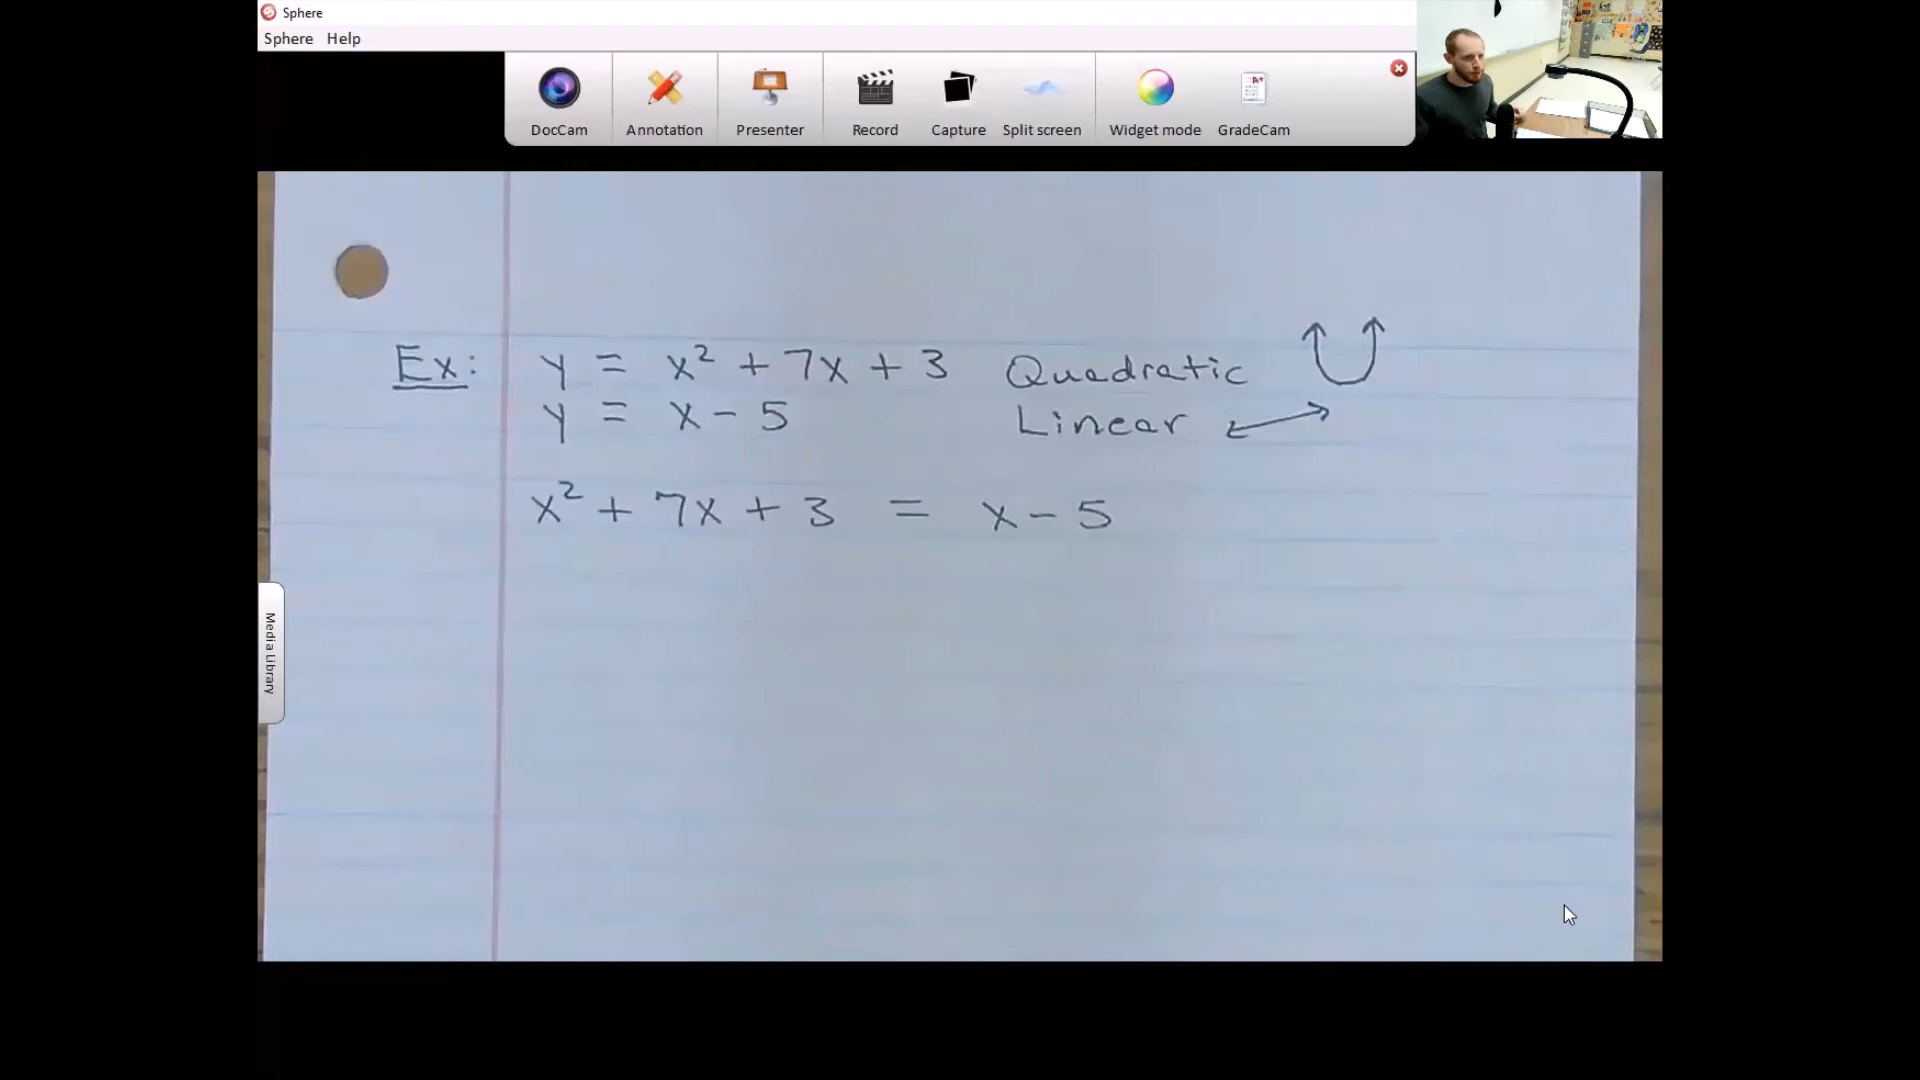 Sphere
Sphere Help
DocCam Annotation Presenter Record Capture Split screen Widget mode GradeCam
Ex: y = x² + 7x + 3 Quadratic
y = x - 5 Linear
x² + 7x + 3 = x - 5
Media Library